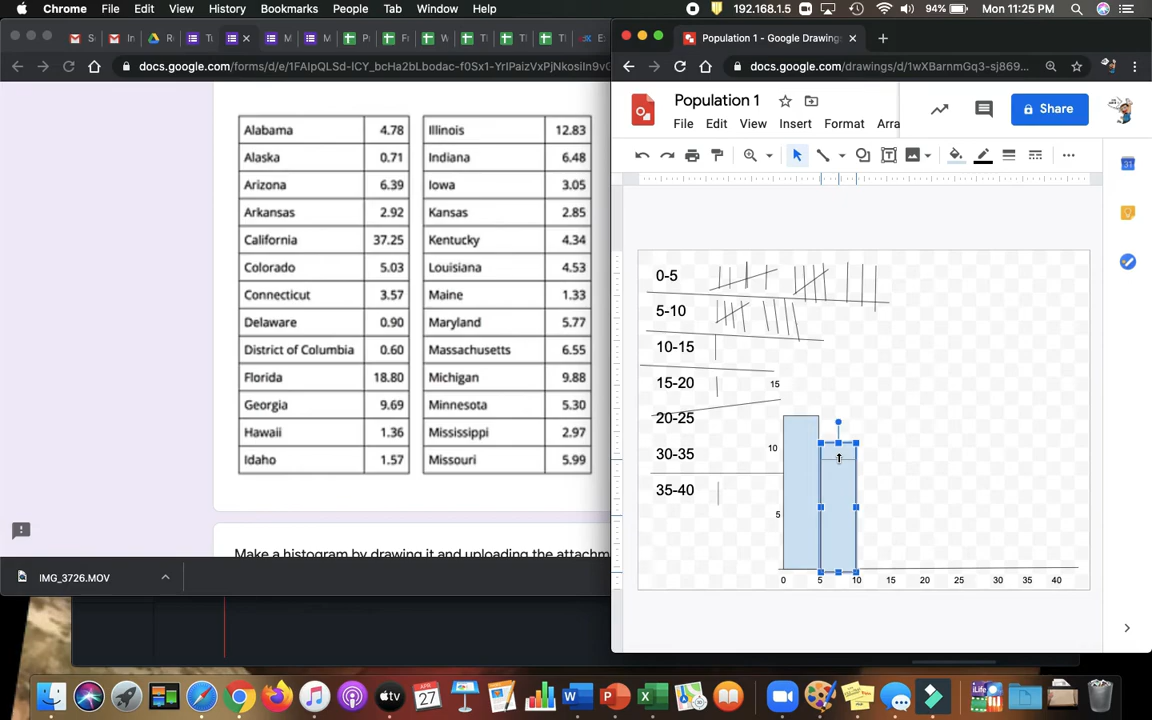 Chrome File Edit View History Bookmarks People Tab Window Help 192.168.1.5 94% Mon 11:25 PM
Population 1 - Google Drawing
docs.google.com/forms/d/e/1FAIpQLSd-ICY_bcHa2bLbodac-f0Sx1-YrIPaizVxPjNkosiIn9vG
docs.google.com/drawings/d/1wXBarnmGq3-sj869...
Population 1
Share
File Edit View Insert Format Arra
Alabama 4.78
Alaska 0.71
Arizona 6.39
Arkansas 2.92
California 37.25
Colorado 5.03
Connecticut 3.57
Delaware 0.90
District of Columbia 0.60
Florida 18.80
Georgia 9.69
Hawaii 1.36
Idaho 1.57
Illinois 12.83
Indiana 6.48
Iowa 3.05
Kansas 2.85
Kentucky 4.34
Louisiana 4.53
Maine 1.33
Maryland 5.77
Massachusetts 6.55
Michigan 9.88
Minnesota 5.30
Mississippi 2.97
Missouri 5.99
Make a histogram by drawing it and uploading the attachm
IMG_3726.MOV
0-5
5-10
10-15
15-20
20-25
30-35
35-40
15
10
5
0 5 10 15 20 25 30 35 40
31
APR
27